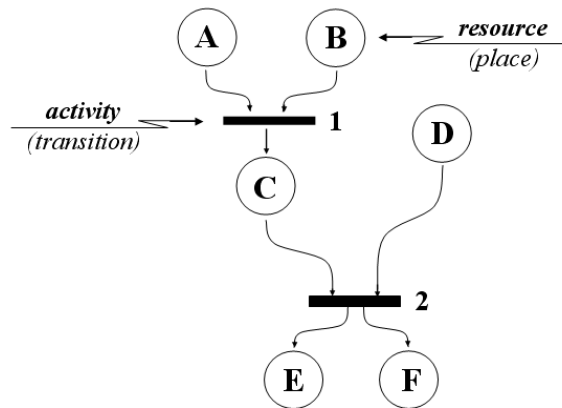 A
B
resource
(place)
activity
(transition)
1
D
C
2
E
F